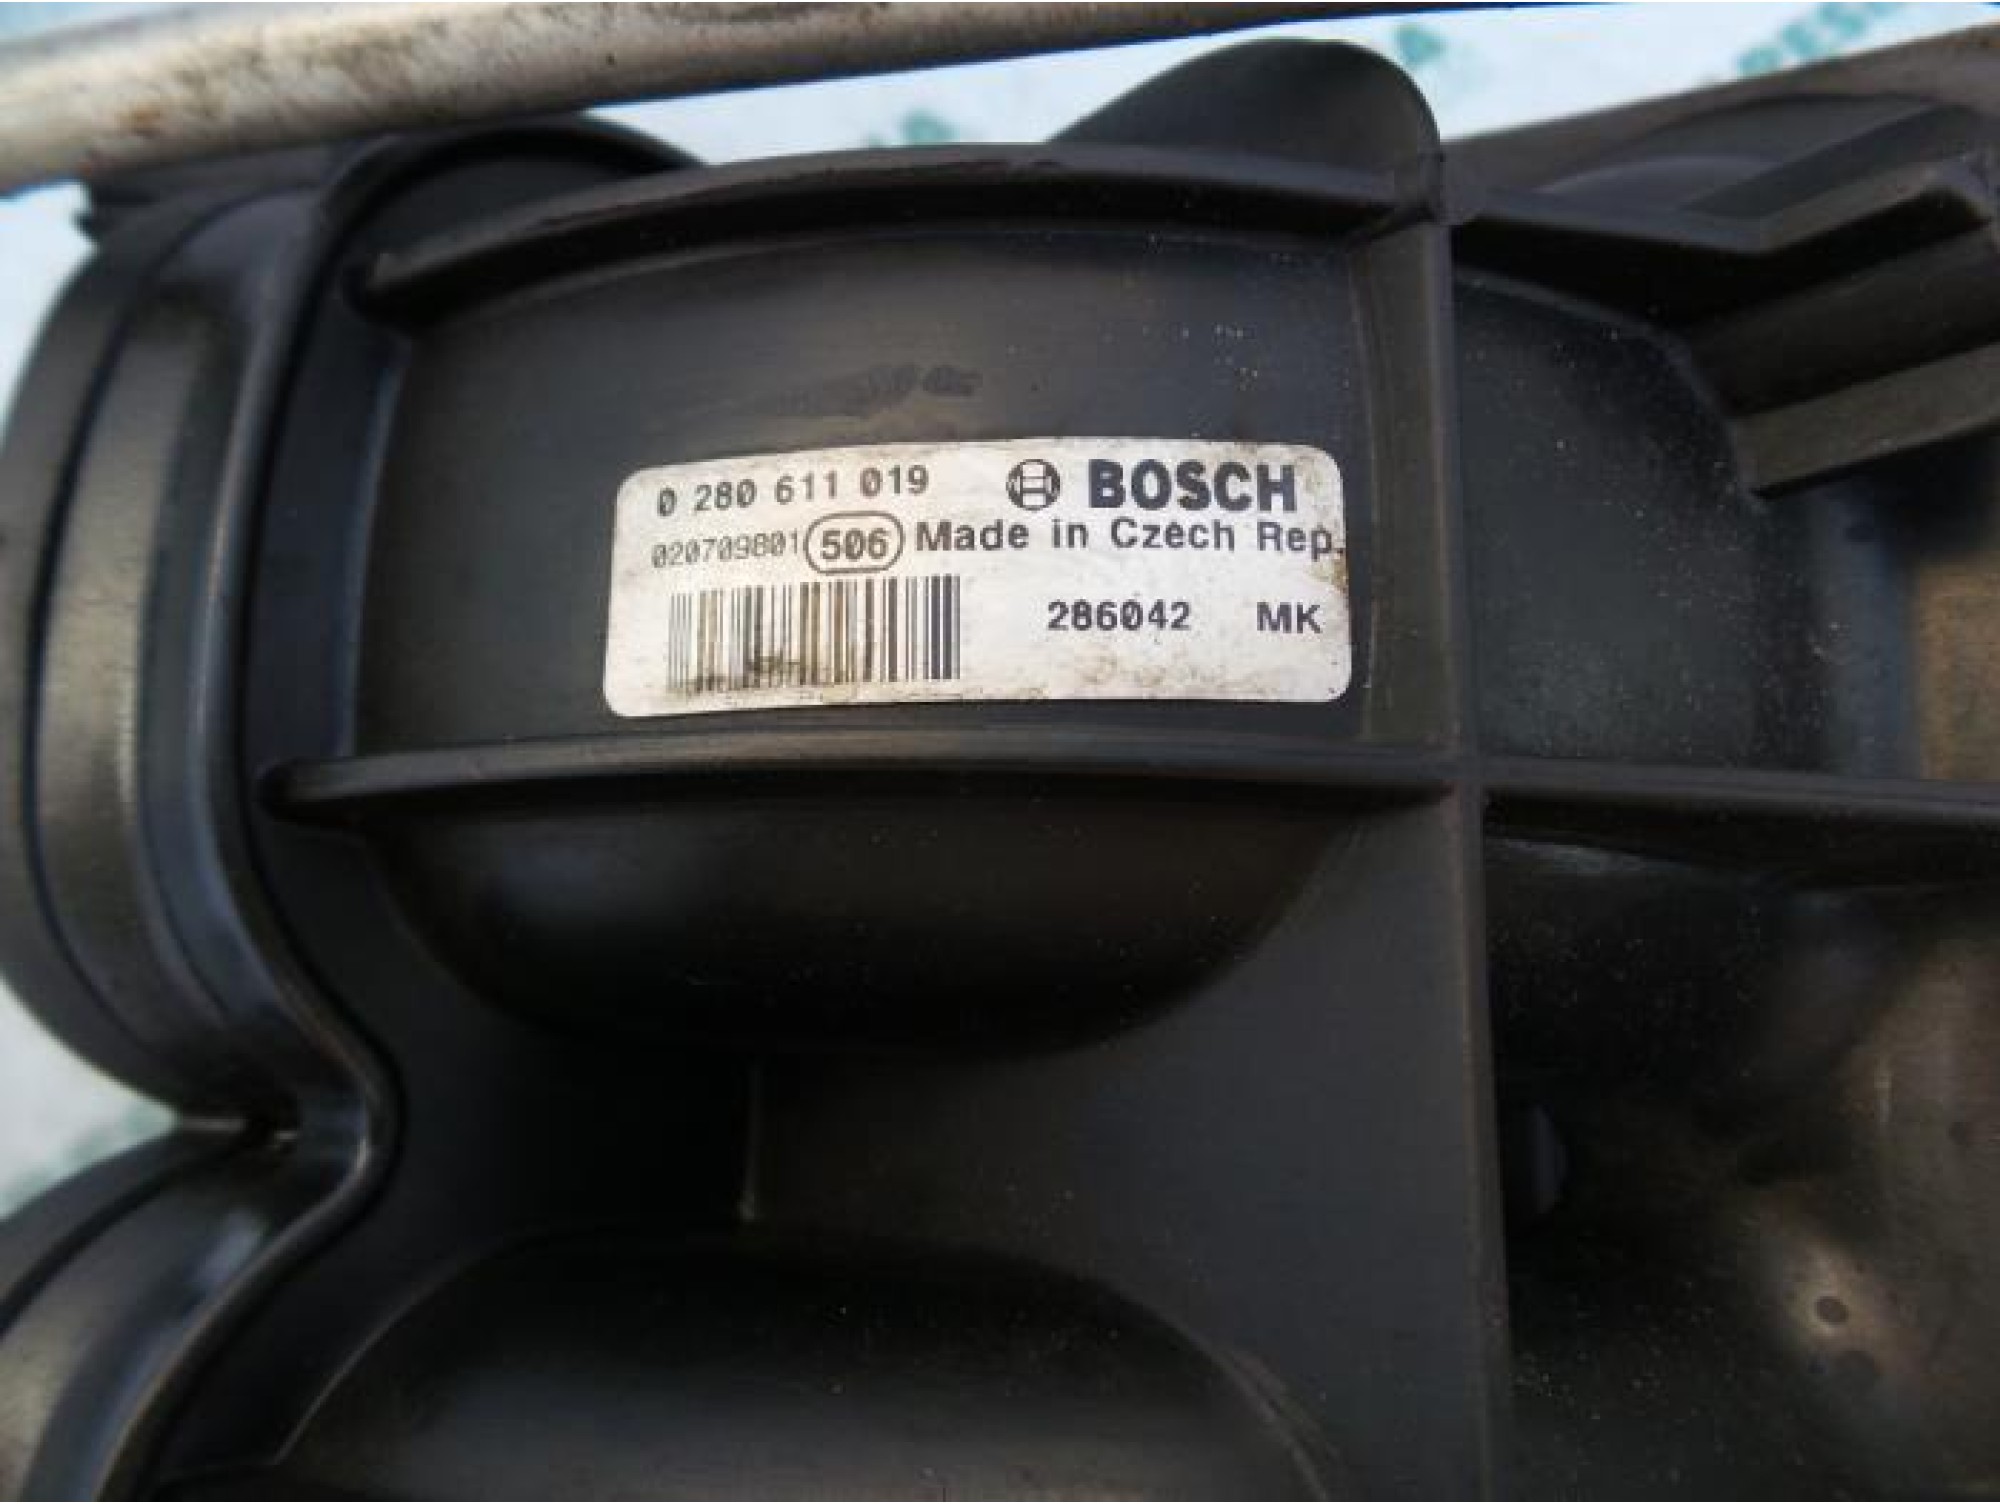 0 280 611 019 BOSCH
020709801 506 Made in Czech Rep.
286042 MK